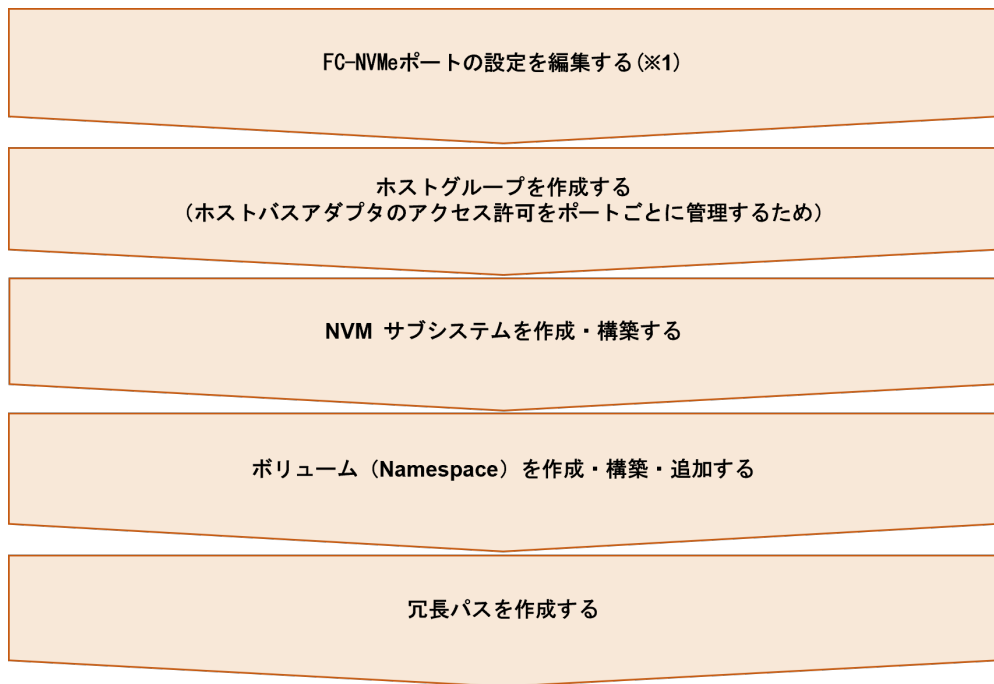 FC-NVMeポートの設定を編集する(※1)
ホストグループを作成する
（ホストバスアダプタのアクセス許可をポートごとに管理するため）
NVM サブシステムを作成・構築する
ボリューム（Namespace）を作成・構築・追加する
冗長パスを作成する